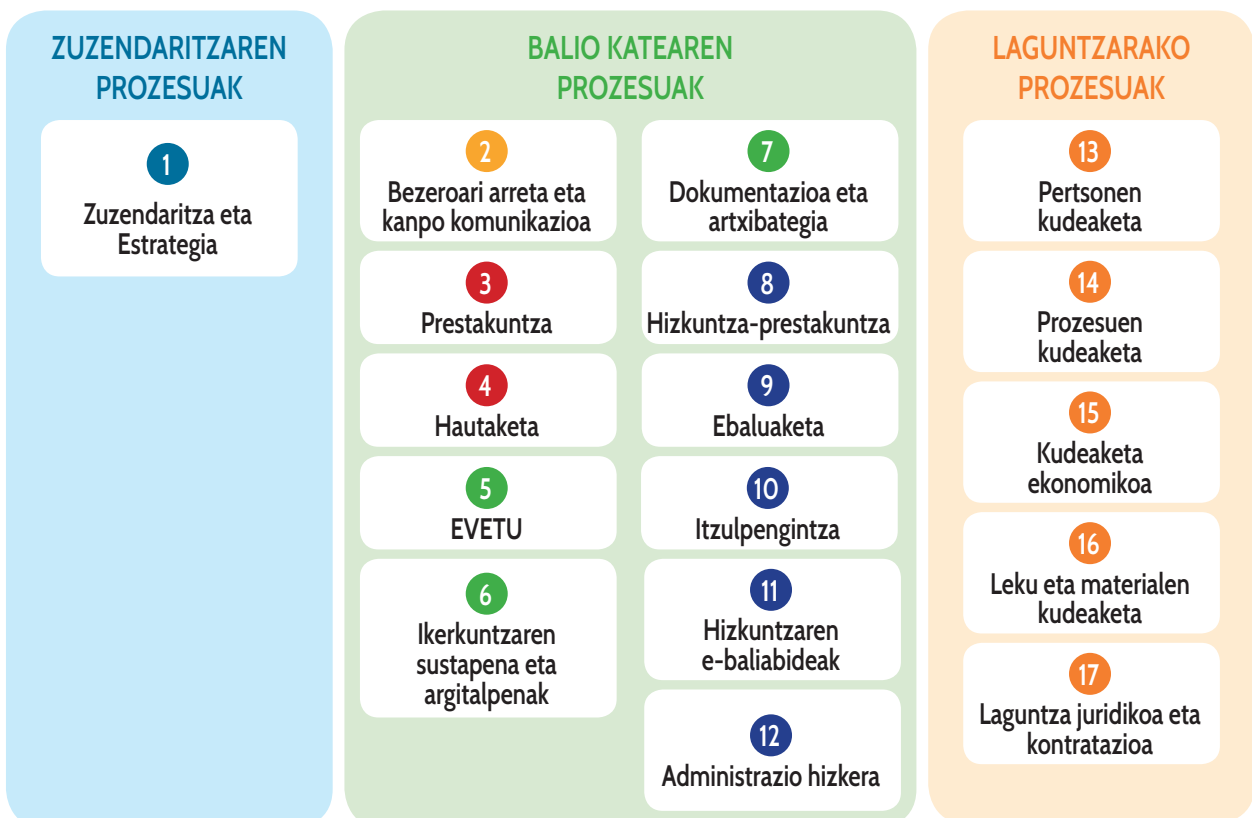 ZUZENDARITZAREN
PROZESUAK
1
Zuzendaritza eta
Estrategia
BALIO KATEAREN
PROZESUAK
2
Bezeroari arreta eta
kanpo komunikazioa
3
Prestakuntza
4
Hautaketa
5
EVETU
6
Ikerkuntzaren
sustapena eta
argitalpenak
7
Dokumentazioa eta
artxibategia
8
Hizkuntza-prestakuntza
9
Ebaluaketa
10
Itzulpengintza
11
Hizkuntzaren
e-baliabideak
12
Administrazio hizkera
LAGUNTZARAKO
PROZESUAK
13
Pertsonen
kudeaketa
14
Prozesuen
kudeaketa
15
Kudeaketa
ekonomikoa
16
Leku eta materialen
kudeaketa
17
Laguntza juridikoa eta
kontratazioa